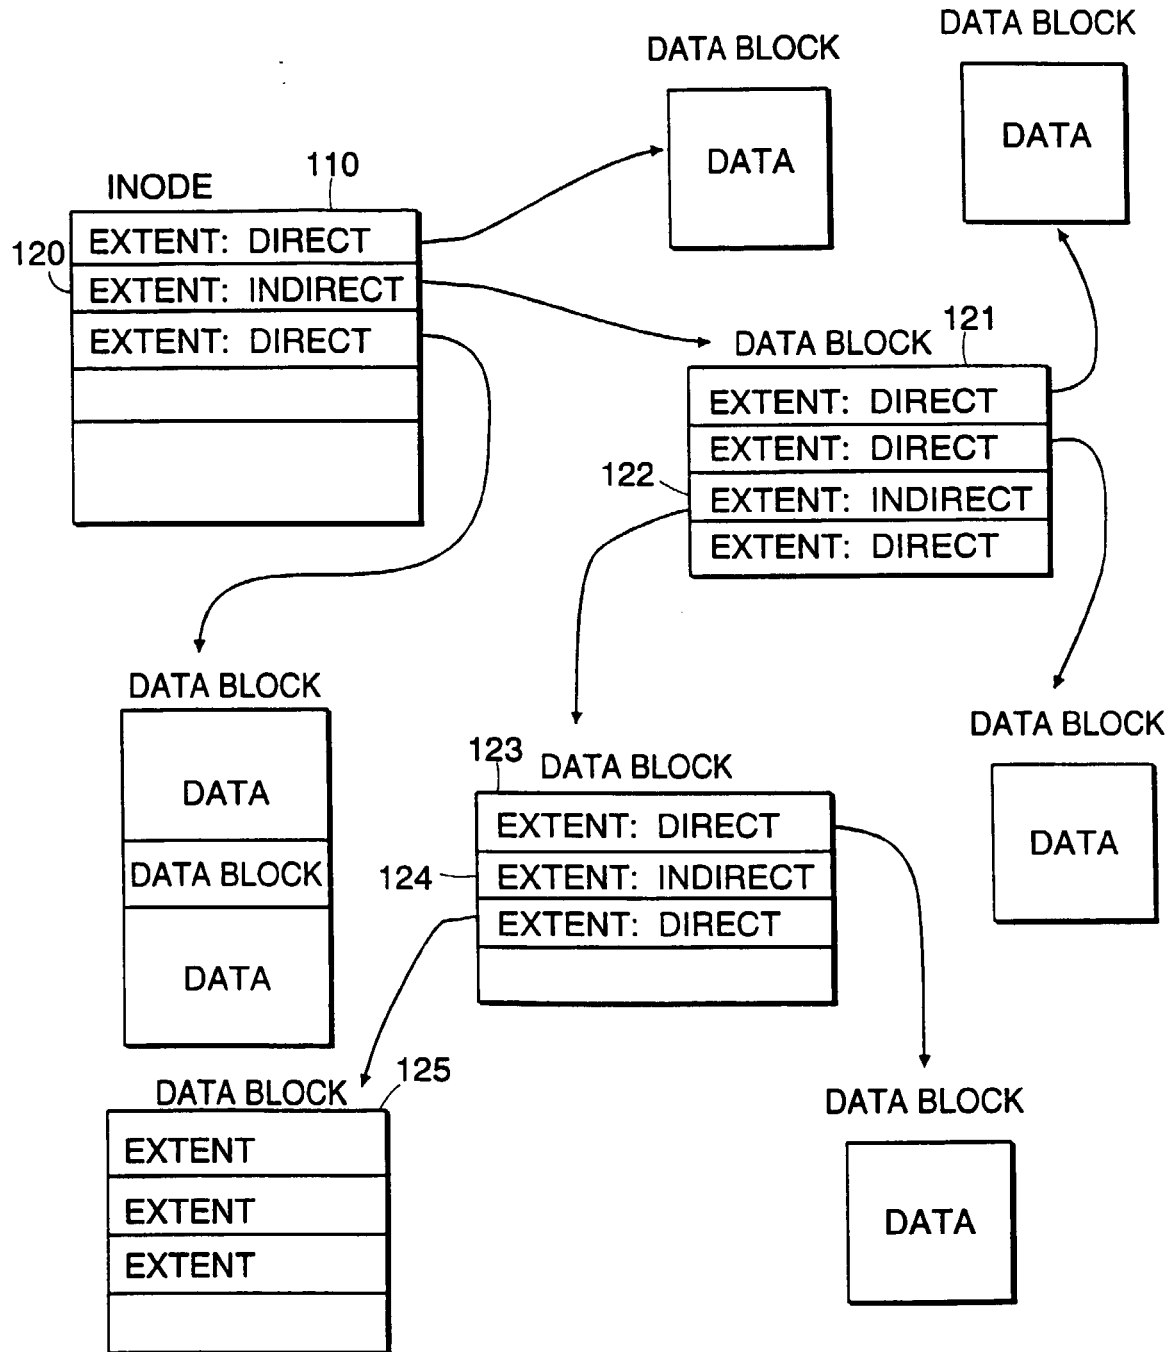 DATA BLOCK
DATA
DATA BLOCK
DATA
INODE
110
120
EXTENT: DIRECT
EXTENT: INDIRECT
EXTENT: DIRECT
DATA BLOCK
121
EXTENT: DIRECT
EXTENT: DIRECT
122
EXTENT: INDIRECT
EXTENT: DIRECT
DATA BLOCK
DATA
DATA BLOCK
DATA
123
DATA BLOCK
EXTENT: DIRECT
124
EXTENT: INDIRECT
EXTENT: DIRECT
DATA BLOCK
DATA
DATA BLOCK
125
EXTENT
EXTENT
EXTENT
DATA BLOCK
DATA